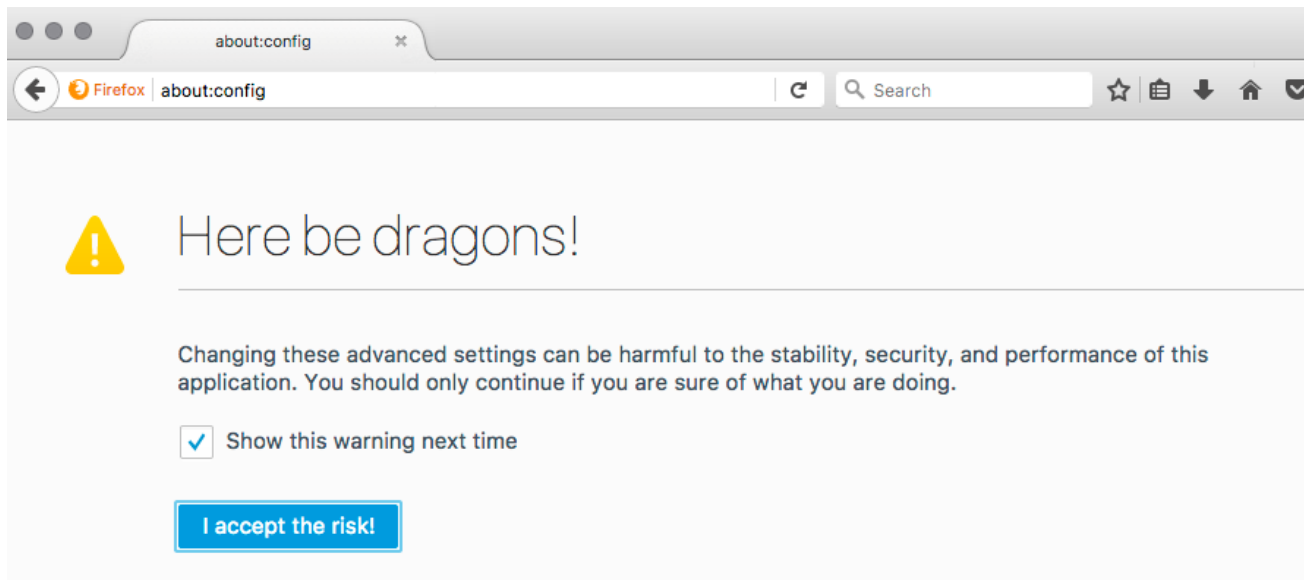 about:config
Firefox about:config Search
Here be dragons!
Changing these advanced settings can be harmful to the stability, security, and performance of this
application. You should only continue if you are sure of what you are doing.
Show this warning next time
I accept the risk!